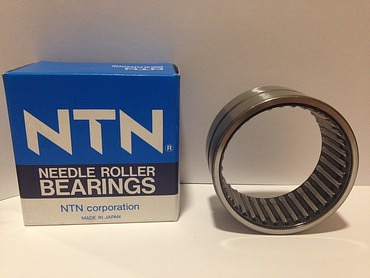 NTN®
NEEDLE ROLLER
BEARINGS
NTN corporation
MADE IN JAPAN